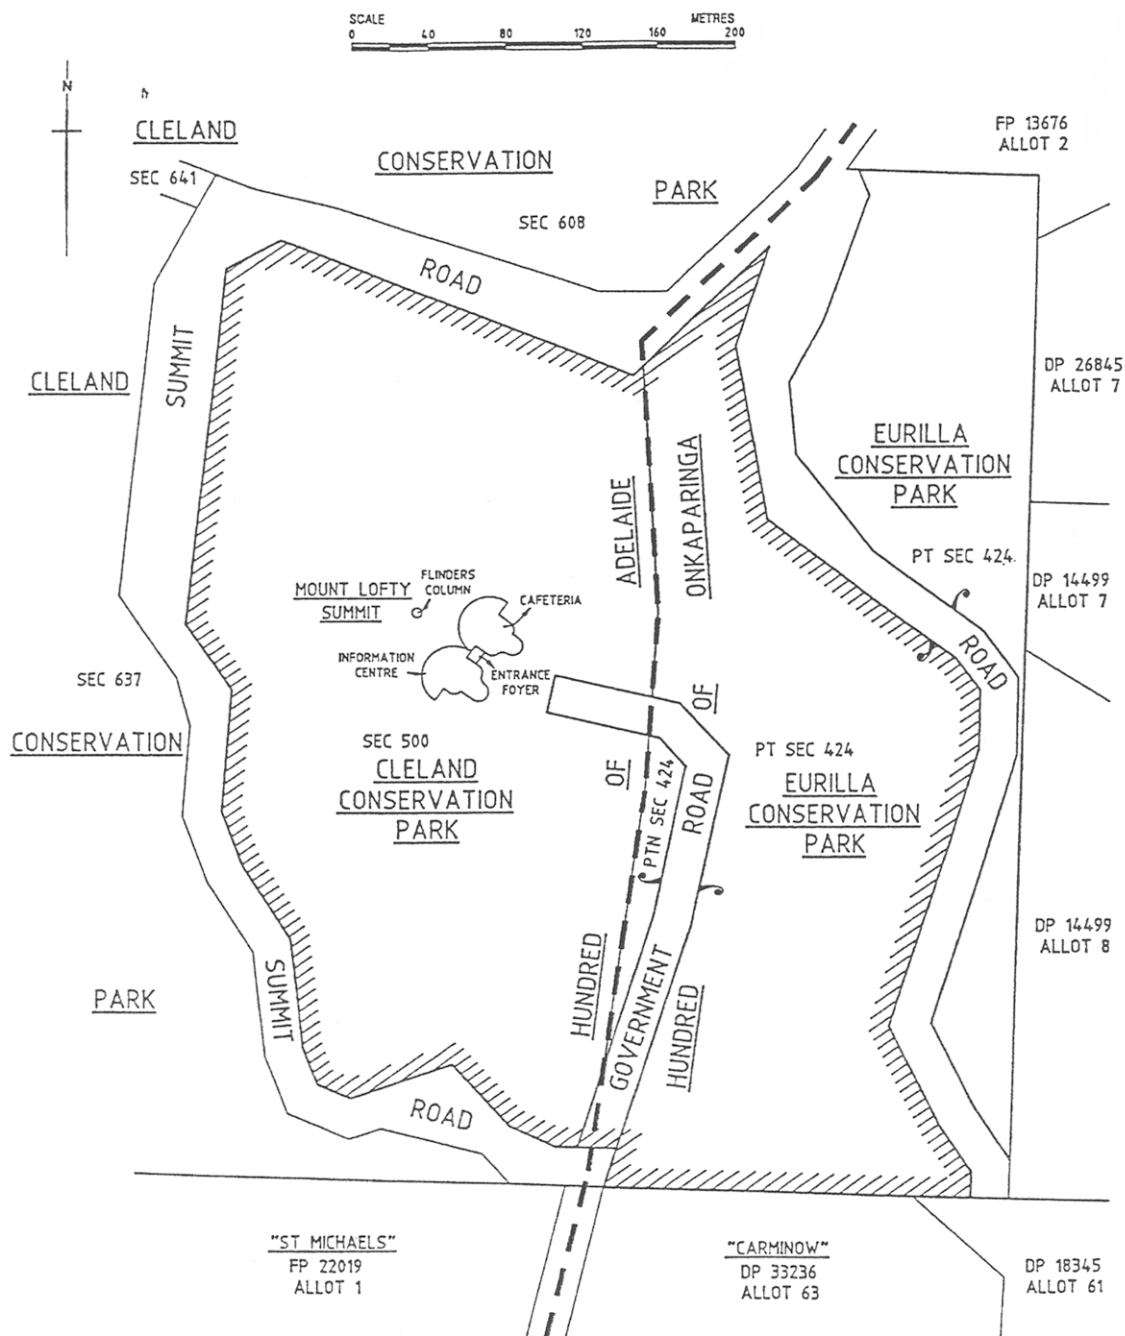 SCALE METRES
0 40 80 120 160 200
N
CLELAND
CONSERVATION
PARK
FP 13676
ALLOT 2
SEC 641
SEC 608
ROAD
SUMMIT
CLELAND
DP 26845
ALLOT 7
EURILLA
CONSERVATION
PARK
ADELAIDE
ONKAPARINGA
PT SEC 424
DP 14499
ALLOT 7
MOUNT LOFTY
SUMMIT
FLINDERS
COLUMN
CAFETERIA
INFORMATION
CENTRE
ENTRANCE
FOYER
ROAD
SEC 637
CONSERVATION
OF
OF
SEC 500
CLELAND
CONSERVATION
PARK
PT SEC 424
EURILLA
CONSERVATION
PARK
PTN SEC 424
ROAD
DP 14499
ALLOT 8
HUNDRED
GOVERNMENT
HUNDRED
SUMMIT
PARK
ROAD
"ST MICHAELS"
FP 22019
ALLOT 1
"CARMINOW"
DP 33236
ALLOT 63
DP 18345
ALLOT 61